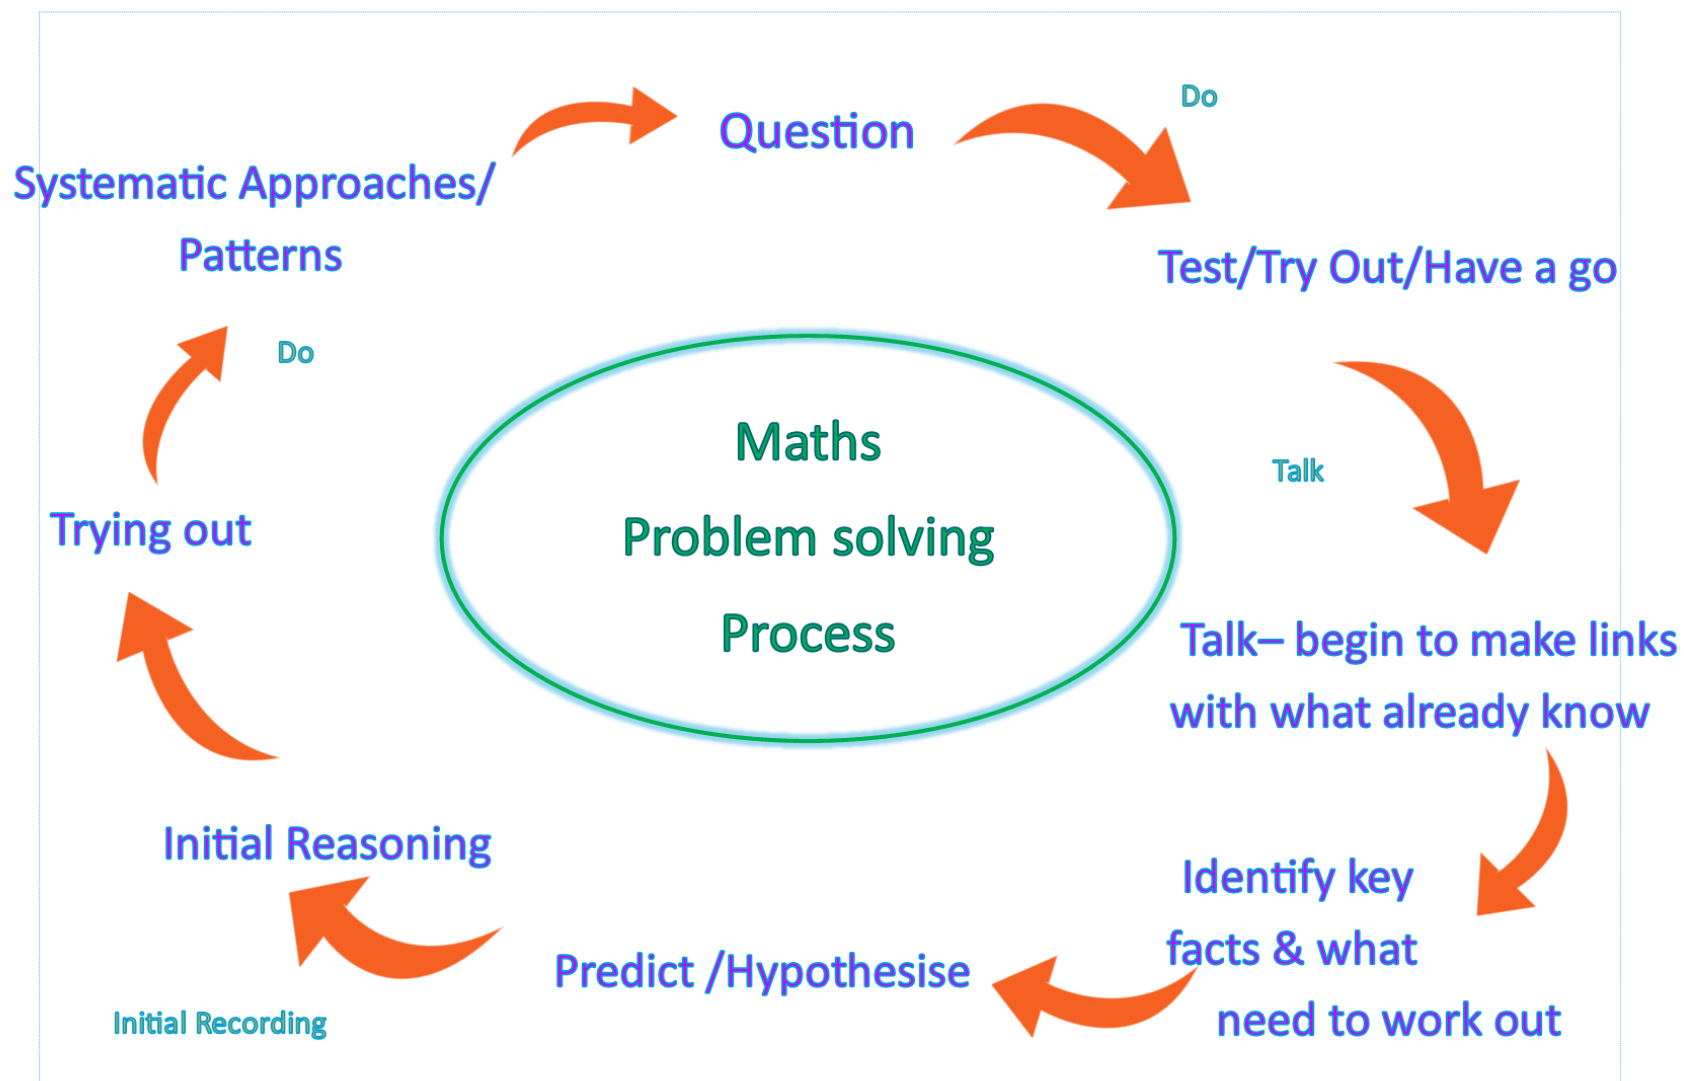 Do
Question
Systematic Approaches/
Patterns
Test/Try Out/Have a go
Do
Maths
Problem solving
Process
Talk
Trying out
Talk– begin to make links
with what already know
Initial Reasoning
Identify key
facts & what
need to work out
Predict /Hypothesise
Initial Recording